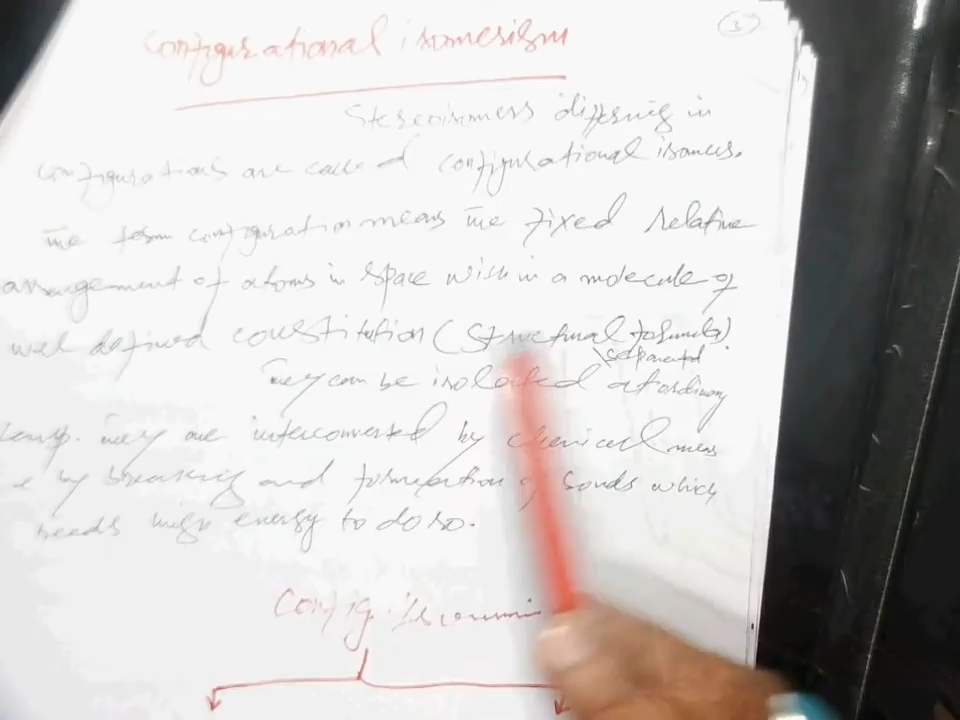 3
Configurational isomerism
Stereoisomers differing in
configurations are called configurational isomers.
The term configuration means the fixed relative
arrangement of atoms in space with in a molecule of
well defined constitution (structural formula).
\separated
They can be isolated at ordinary
temp. They are interconverted by chemical means
by breaking and formation of bonds which
needs high energy to do so.
Config. Isomerism